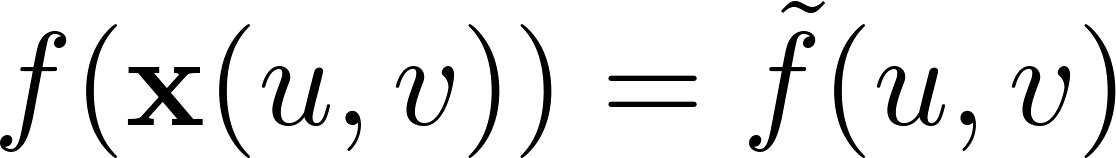 f(𝐱(u, v)) = f̃(u, v)